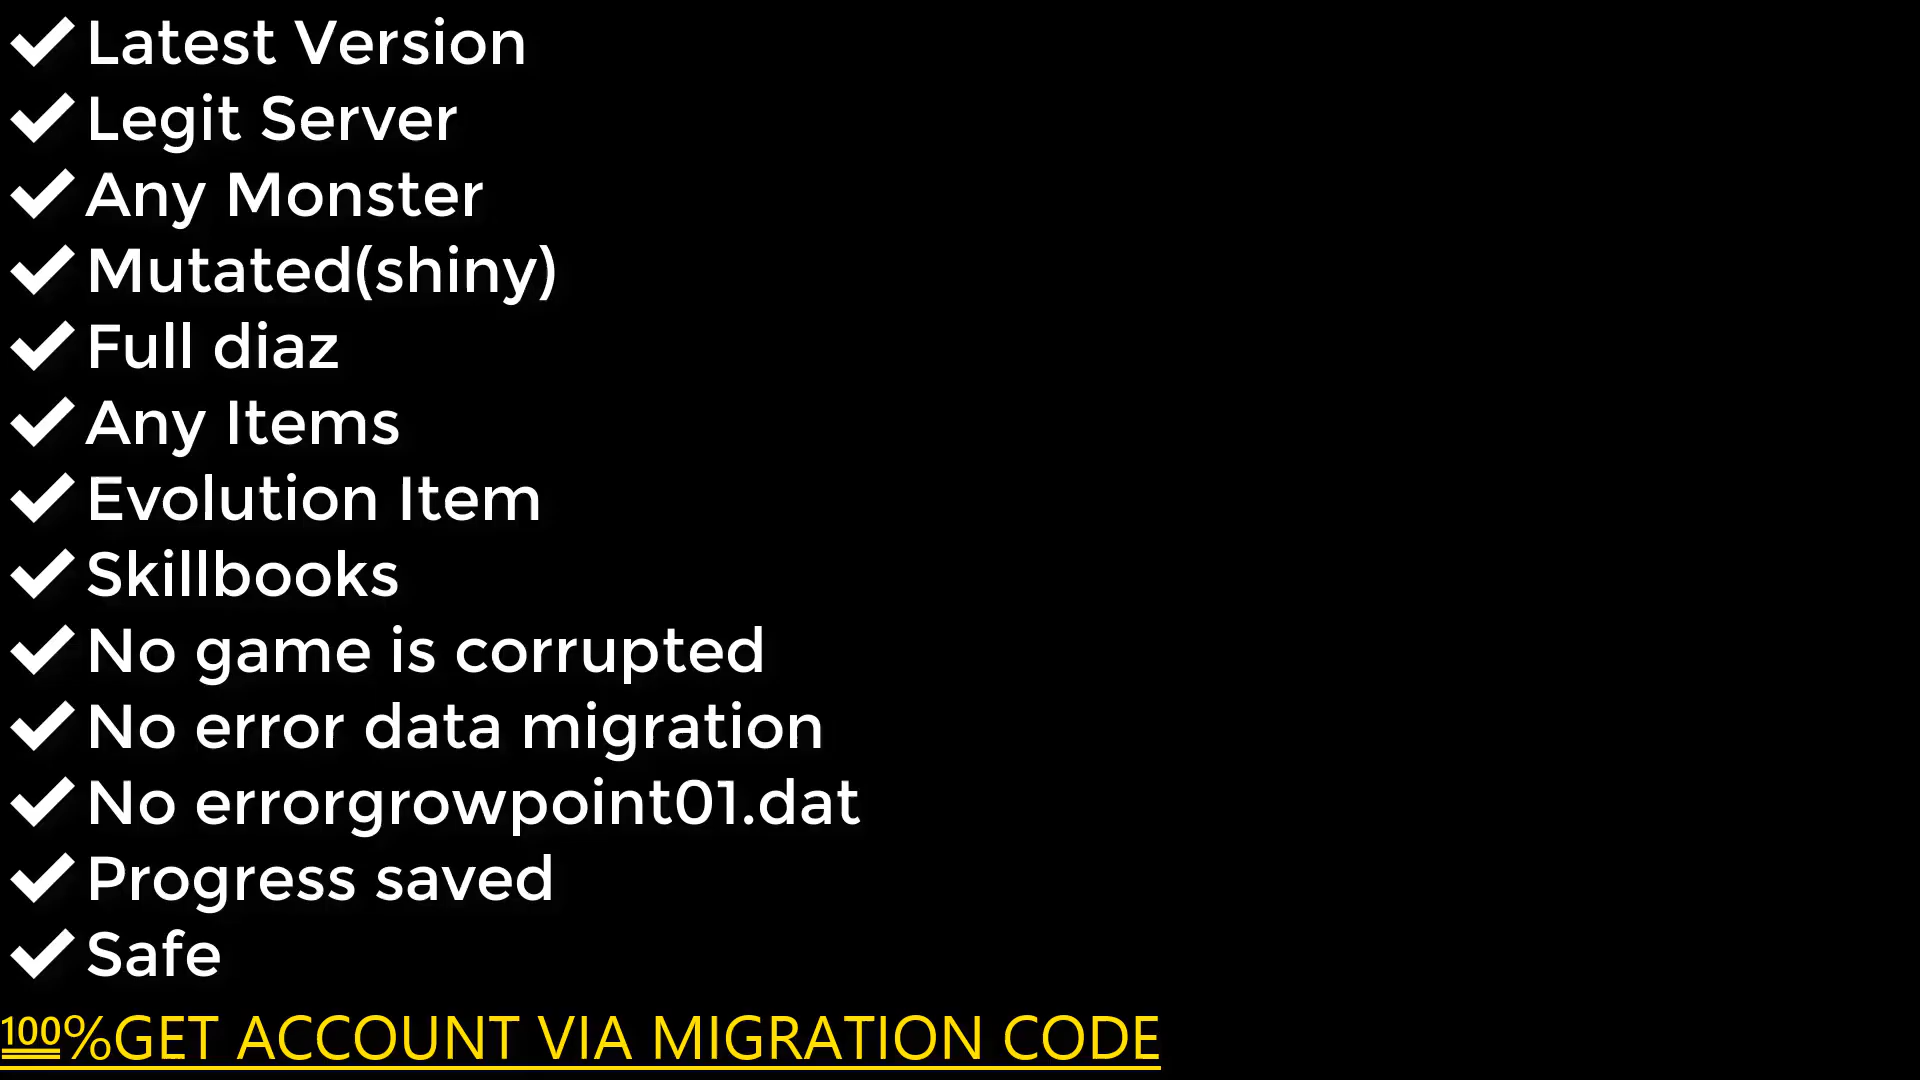 ✔ Latest Version
✔ Legit Server
✔ Any Monster
✔ Mutated(shiny)
✔ Full diaz
✔ Any Items
✔ Evolution Item
✔ Skillbooks
✔ No game is corrupted
✔ No error data migration
✔ No errorgrowpoint01.dat
✔ Progress saved
✔ Safe
💯%GET ACCOUNT VIA MIGRATION CODE